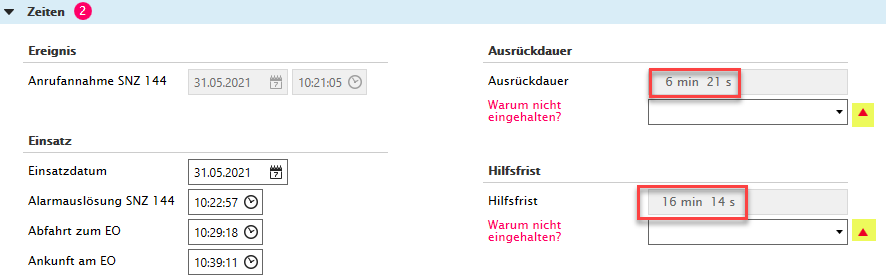 Zeiten 2
Ereignis
Anrufannahme SNZ 144 31.05.2021 7 10:21:05
Einsatz
Einsatzdatum 31.05.2021 7
Alarmauslösung SNZ 144 10:22:57
Abfahrt zum EO 10:29:18
Ankunft am EO 10:39:11
Ausrückdauer
Ausrückdauer 6 min 21 s
Warum nicht
eingehalten?
Hilfsfrist
Hilfsfrist 16 min 14 s
Warum nicht
eingehalten?